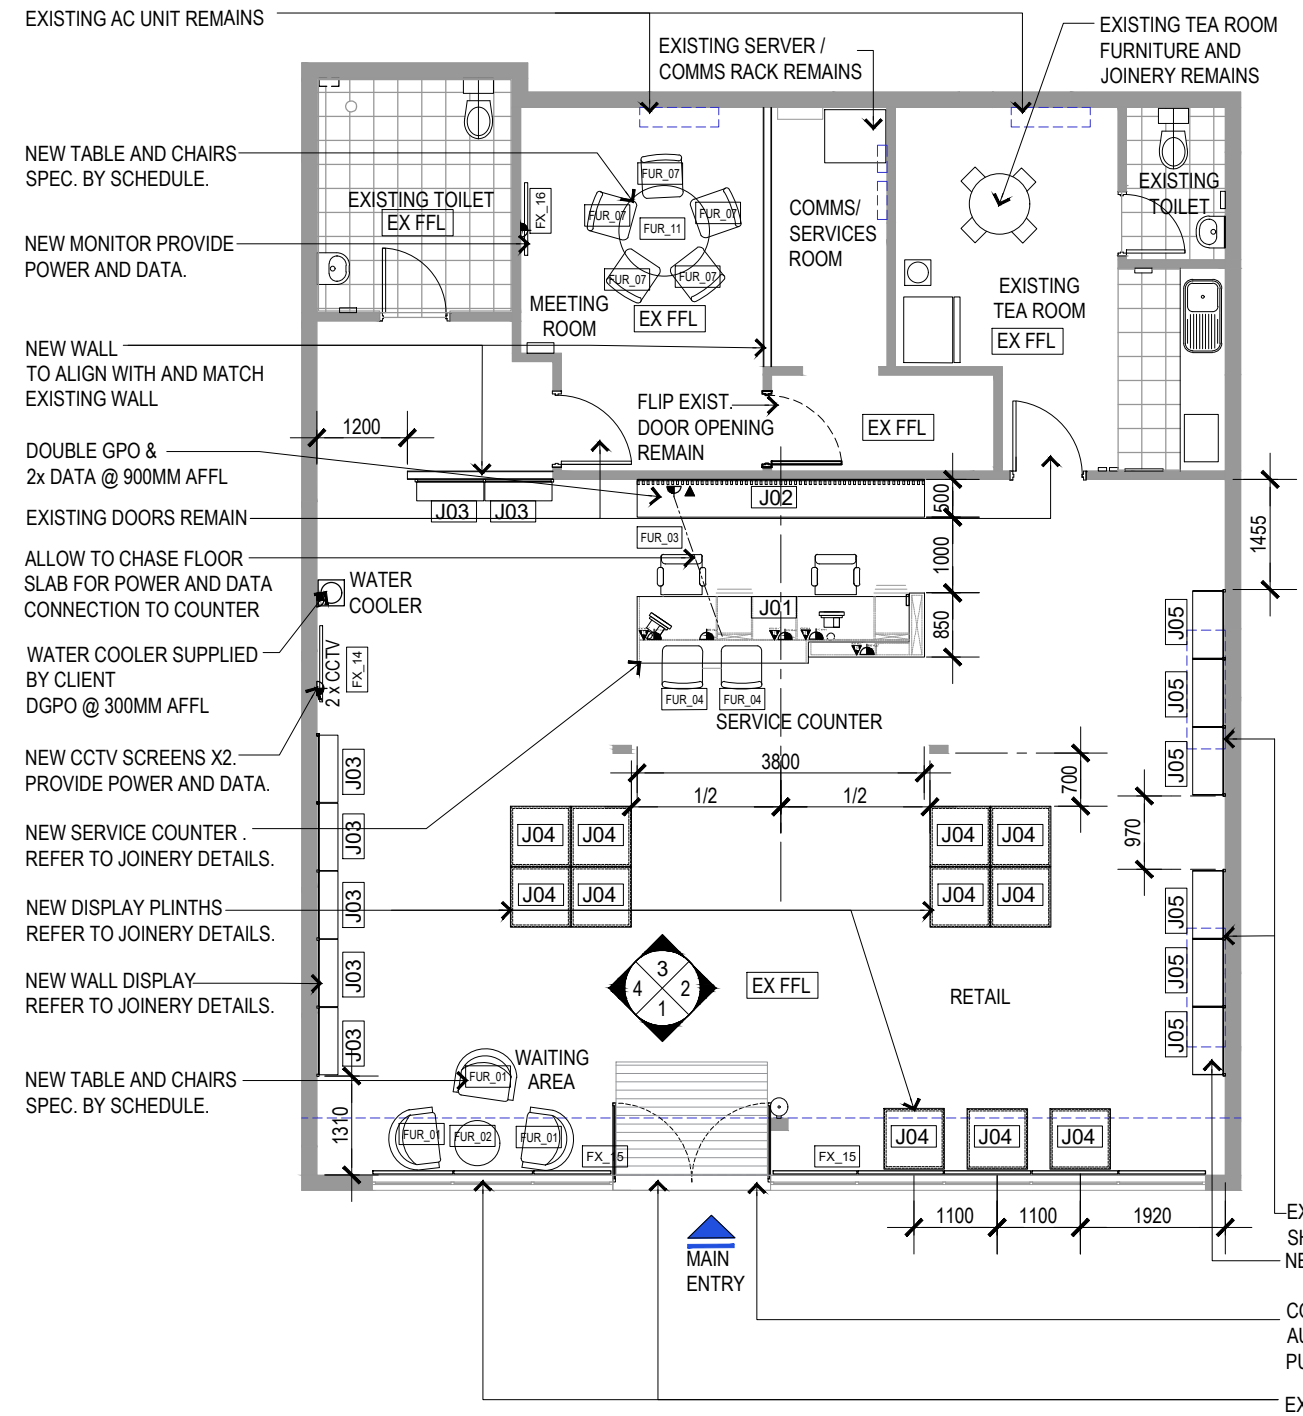 EXISTING AC UNIT REMAINS
EXISTING SERVER /
COMMS RACK REMAINS
EXISTING TEA ROOM
FURNITURE AND
JOINERY REMAINS
NEW TABLE AND CHAIRS
SPEC. BY SCHEDULE.
NEW MONITOR PROVIDE
POWER AND DATA.
NEW WALL
TO ALIGN WITH AND MATCH
EXISTING WALL
DOUBLE GPO &
2x DATA @ 900MM AFFL
EXISTING DOORS REMAIN
ALLOW TO CHASE FLOOR
SLAB FOR POWER AND DATA
CONNECTION TO COUNTER
WATER COOLER SUPPLIED
BY CLIENT
DGPO @ 300MM AFFL
NEW CCTV SCREENS X2.
PROVIDE POWER AND DATA.
NEW SERVICE COUNTER .
REFER TO JOINERY DETAILS.
NEW DISPLAY PLINTHS
REFER TO JOINERY DETAILS.
NEW WALL DISPLAY
REFER TO JOINERY DETAILS.
NEW TABLE AND CHAIRS
SPEC. BY SCHEDULE.
EXISTING TOILET
EX FFL
FX_16
FUR_07
FUR_07
FUR_07
FUR_11
FUR_07
FUR_07
MEETING
ROOM
EX FFL
COMMS/
SERVICES
ROOM
EXISTING
TEA ROOM
EX FFL
EXISTING
TOILET
FLIP EXIST.
DOOR OPENING
REMAIN
EX FFL
1200
J03
J03
J02
500
FUR_03
1000
1455
WATER
COOLER
J01
850
2 x CCTV
FX_14
FUR_04
FUR_04
SERVICE COUNTER
J05
J05
J05
3800
1/2
1/2
700
970
J03
J03
J03
J03
J03
J04
J04
J04
J04
J04
J04
J04
J04
J05
J05
J05
3
4
2
1
EX FFL
RETAIL
WAITING
AREA
FUR_01
FUR_01
FUR_02
FUR_01
1310
FX_15
FX_15
J04
J04
J04
1100
1100
1920
MAIN
ENTRY
EX
SH
NE
CO
AU
PU
EX